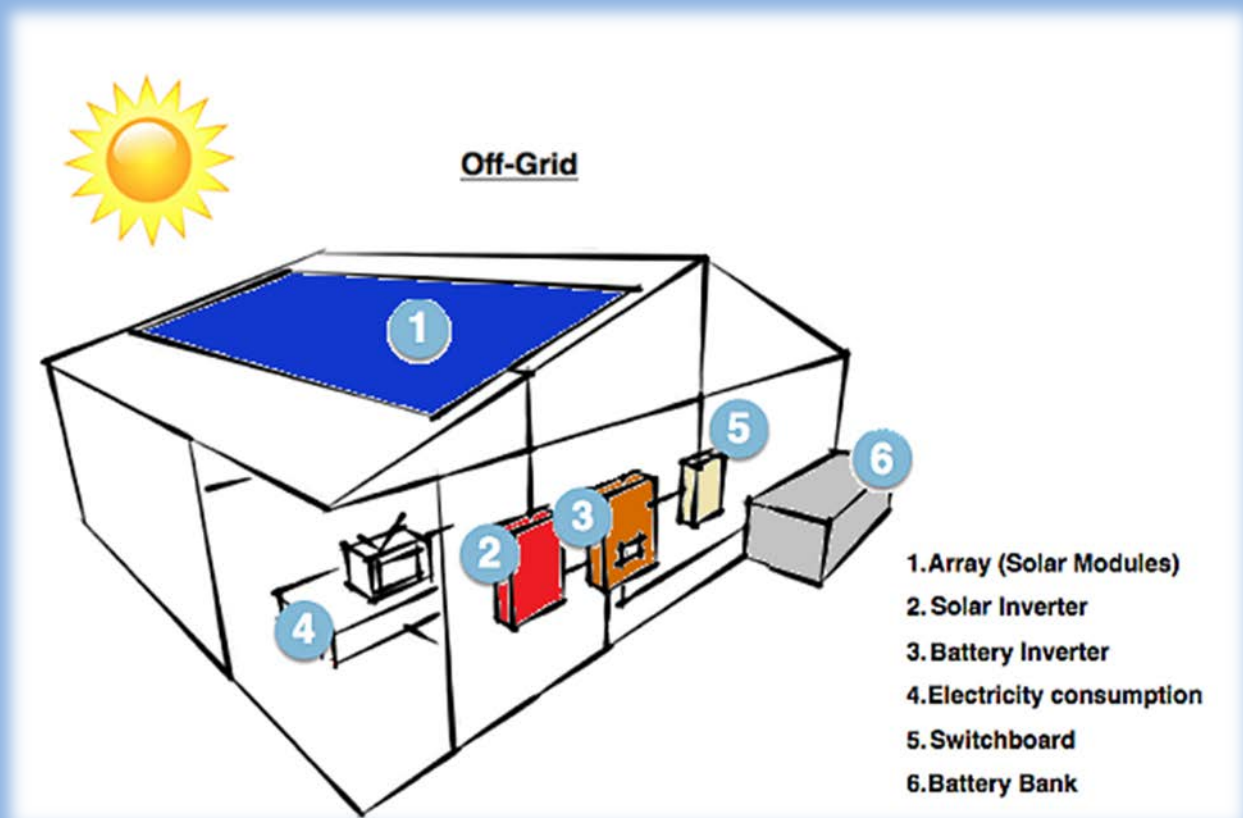 Off-Grid
1
2
3
4
5
6
1.Array (Solar Modules)
2.Solar Inverter
3.Battery Inverter
4.Electricity consumption
5.Switchboard
6.Battery Bank